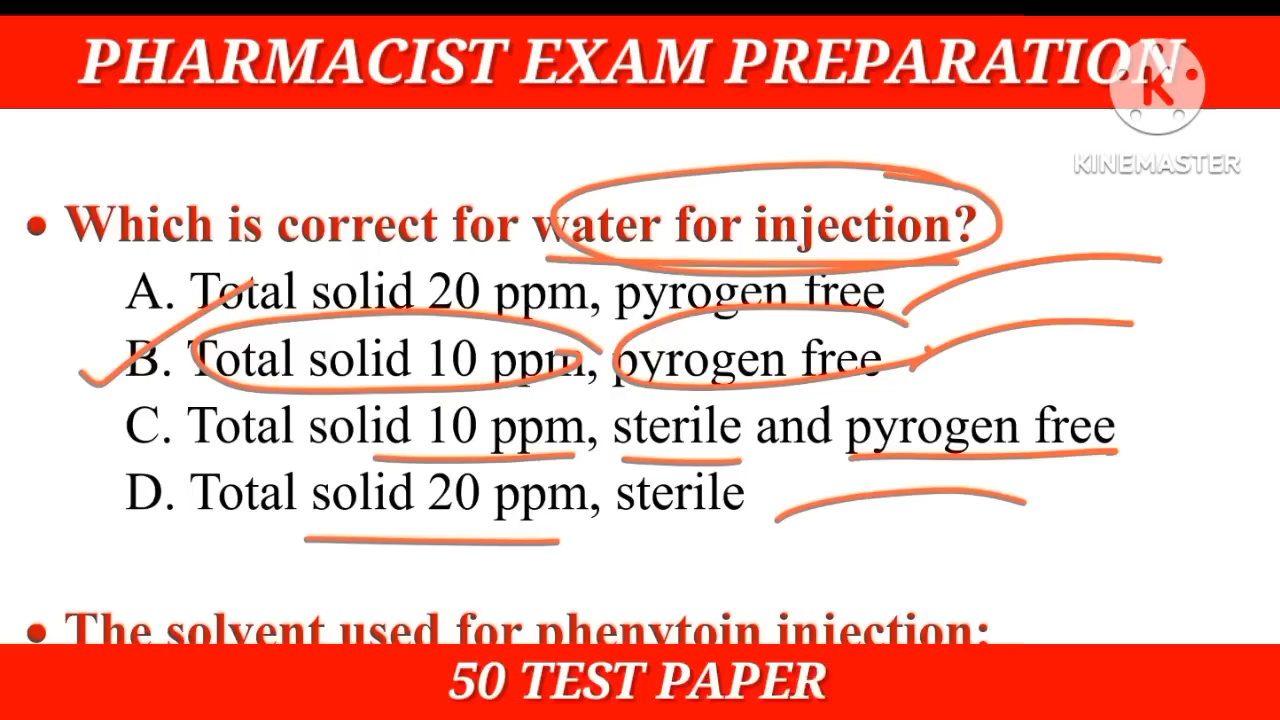 PHARMACIST EXAM PREPARATION
K
KINEMASTER
• Which is correct for water for injection?
A. Total solid 20 ppm, pyrogen free
B. Total solid 10 ppm, pyrogen free
C. Total solid 10 ppm, sterile and pyrogen free
D. Total solid 20 ppm, sterile
• The solvent used for phenytoin injection:
50 TEST PAPER